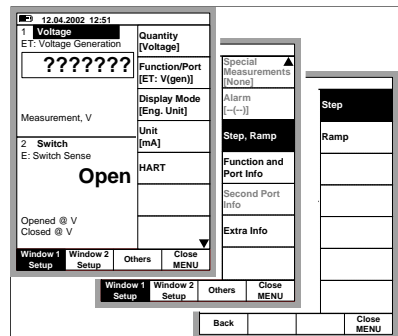 12.04.2002 12:51
1 Voltage
ET: Voltage Generation
???????
Measurement, V
2 Switch
E: Switch Sense
Open
Opened @ V
Closed @ V
Quantity
[Voltage]
Function/Port
[ET: V(gen)]
Display Mode
[Eng. Unit]
Unit
[mA]
HART
Window 1
Setup
Window 2
Setup
Others
Close
MENU
Special
Measurements
[None]
Alarm
[--(--)]
Step, Ramp
Function and
Port Info
Second Port
Info
Extra Info
Window 1
Setup
Window 2
Setup
Others
Close
MENU
Step
Ramp
Back
Close
MENU